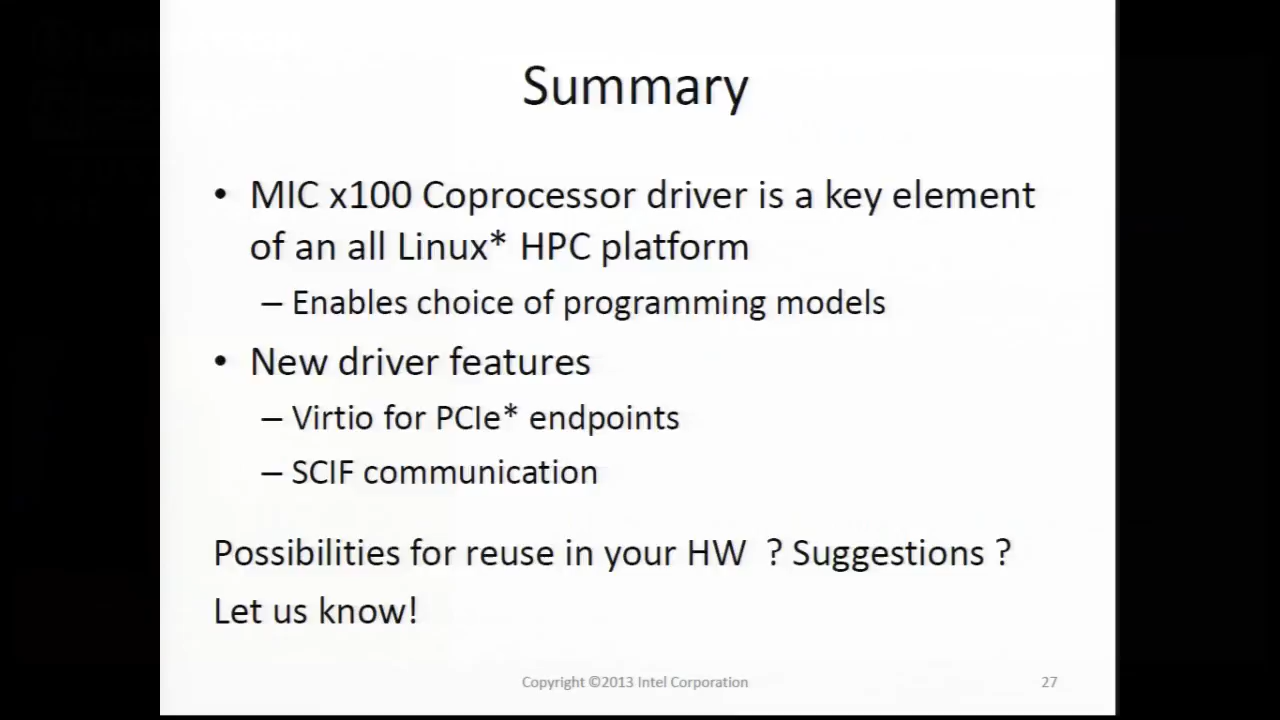 Summary
• MIC x100 Coprocessor driver is a key element
of an all Linux* HPC platform
– Enables choice of programming models
• New driver features
– Virtio for PCIe* endpoints
– SCIF communication
Possibilities for reuse in your HW ? Suggestions ?
Let us know!
Copyright ©2013 Intel Corporation
27